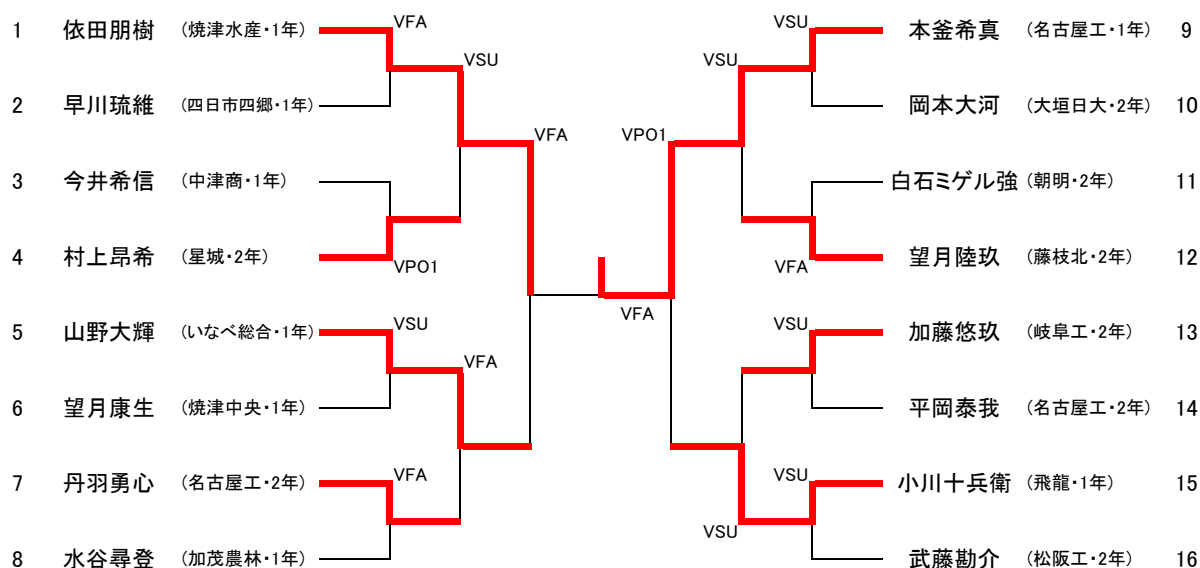 1 依田朋樹 (焼津水産・1年) VFA
VSU
2 早川琉維 (四日市四郷・1年)
VFA
3 今井希信 (中津商・1年)
4 村上昂希 (星城・2年) VPO1
5 山野大輝 (いなべ総合・1年) VSU
VFA
6 望月康生 (焼津中央・1年)
7 丹羽勇心 (名古屋工・2年) VFA
8 水谷尋登 (加茂農林・1年)
VFA
VSU 本釜希真 (名古屋工・1年) 9
VSU
岡本大河 (大垣日大・2年) 10
VPO1
白石ミゲル強 (朝明・2年) 11
VFA 望月陸玖 (藤枝北・2年) 12
VSU 加藤悠玖 (岐阜工・2年) 13
平岡泰我 (名古屋工・2年) 14
VSU 小川十兵衛 (飛龍・1年) 15
VSU
武藤勘介 (松阪工・2年) 16